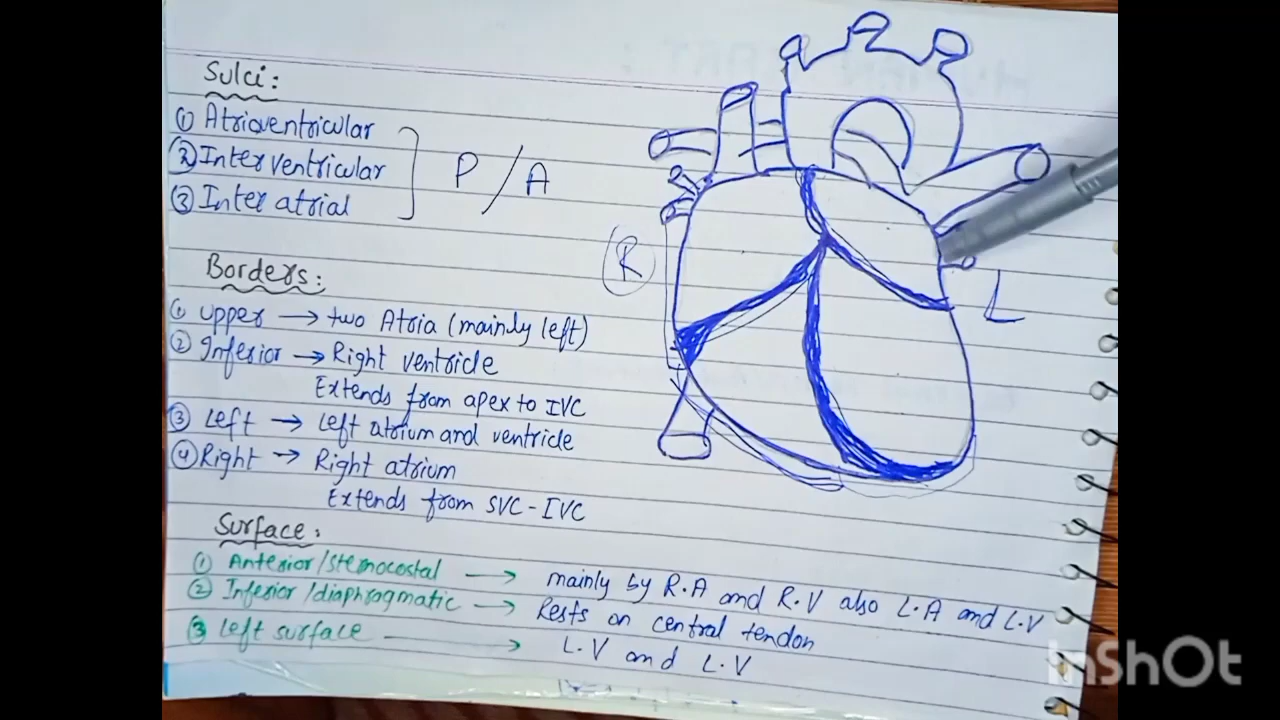 Sulci:
① Atrioventricular
② Interventricular
③ Inter atrial
P/A
R
L
Borders:
① upper → two Atria (mainly left)
② Inferior → Right ventricle
Extends from apex to IVC
③ Left → Left atrium and ventricle
④ Right → Right atrium
Extends from SVC-IVC
Surface:
① Anterior/sternocostal → mainly by R.A and R.V also L.A and L.V
② Inferior/diaphragmatic → Rests on central tendon
③ Left surface → L.V and L.V
InShOt